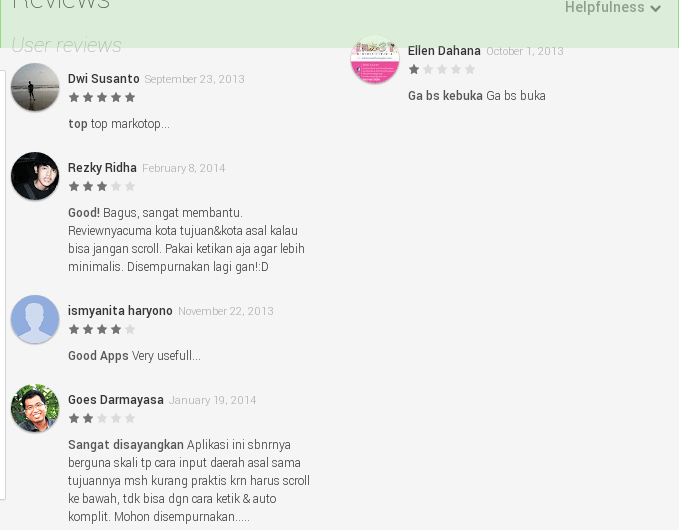 Reviews
Helpfulness
User reviews
Dwi Susanto September 23, 2013
top top markotop...
Rezky Ridha February 8, 2014
Good! Bagus, sangat membantu.
Reviewnyacuma kota tujuan&kota asal kalau
bisa jangan scroll. Pakai ketikan aja agar lebih
minimalis. Disempurnakan lagi gan!:D
ismyanita haryono November 22, 2013
Good Apps Very usefull...
Goes Darmayasa January 19, 2014
Sangat disayangkan Aplikasi ini sbnrnya
berguna skali tp cara input daerah asal sama
tujuannya msh kurang praktis krn harus scroll
ke bawah, tdk bisa dgn cara ketik & auto
komplit. Mohon disempurnakan.....
Ellen Dahana October 1, 2013
Ga bs kebuka Ga bs buka